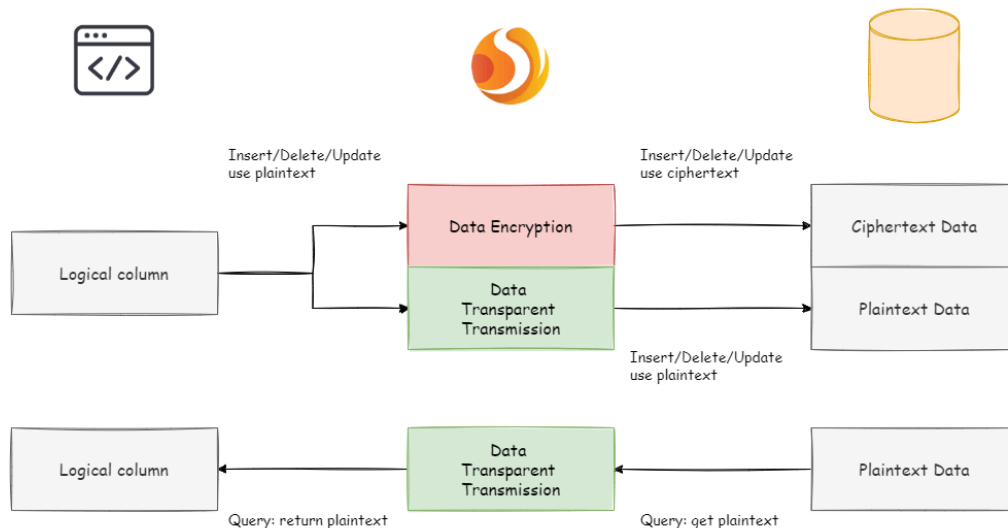 </>
Insert/Delete/Update
use plaintext
Insert/Delete/Update
use ciphertext
Logical column
Data Encryption
Ciphertext Data
Data
Transparent
Transmission
Plaintext Data
Insert/Delete/Update
use plaintext
Logical column
Data
Transparent
Transmission
Plaintext Data
Query: return plaintext
Query: get plaintext